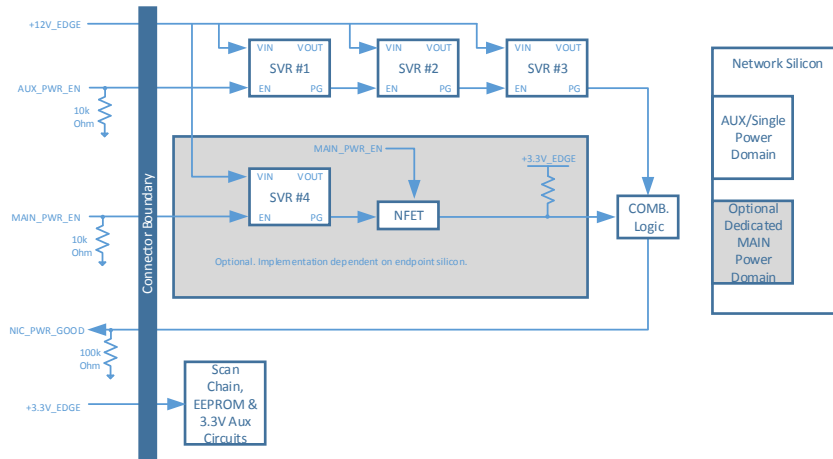 +12V_EDGE
VIN VOUT
SVR #1
EN PG
VIN VOUT
SVR #2
EN PG
VIN VOUT
SVR #3
EN PG
AUX_PWR_EN
10k
Ohm
Network Silicon
AUX/Single
Power
Domain
Optional
Dedicated
MAIN
Power
Domain
Connector Boundary
MAIN_PWR_EN
+3.3V_EDGE
VIN VOUT
SVR #4
EN PG
NFET
COMB.
Logic
MAIN_PWR_EN
10k
Ohm
Optional. Implementation dependent on endpoint silicon.
NIC_PWR_GOOD
100k
Ohm
+3.3V_EDGE
Scan
Chain,
EEPROM &
3.3V Aux
Circuits